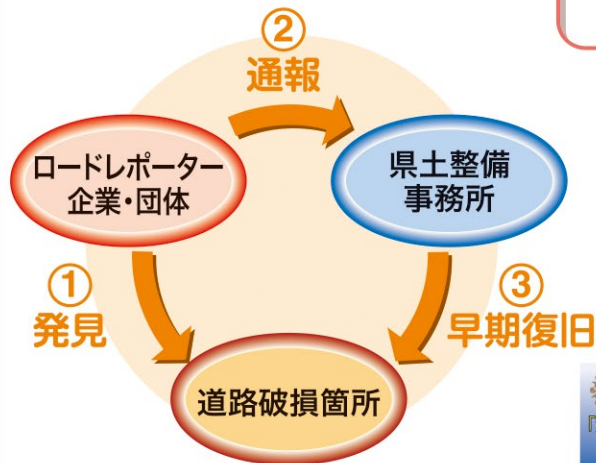 ②
通報
ロードレポーター
企業・団体
県土整備
事務所
①
発見
③
早期復旧
道路破損箇所